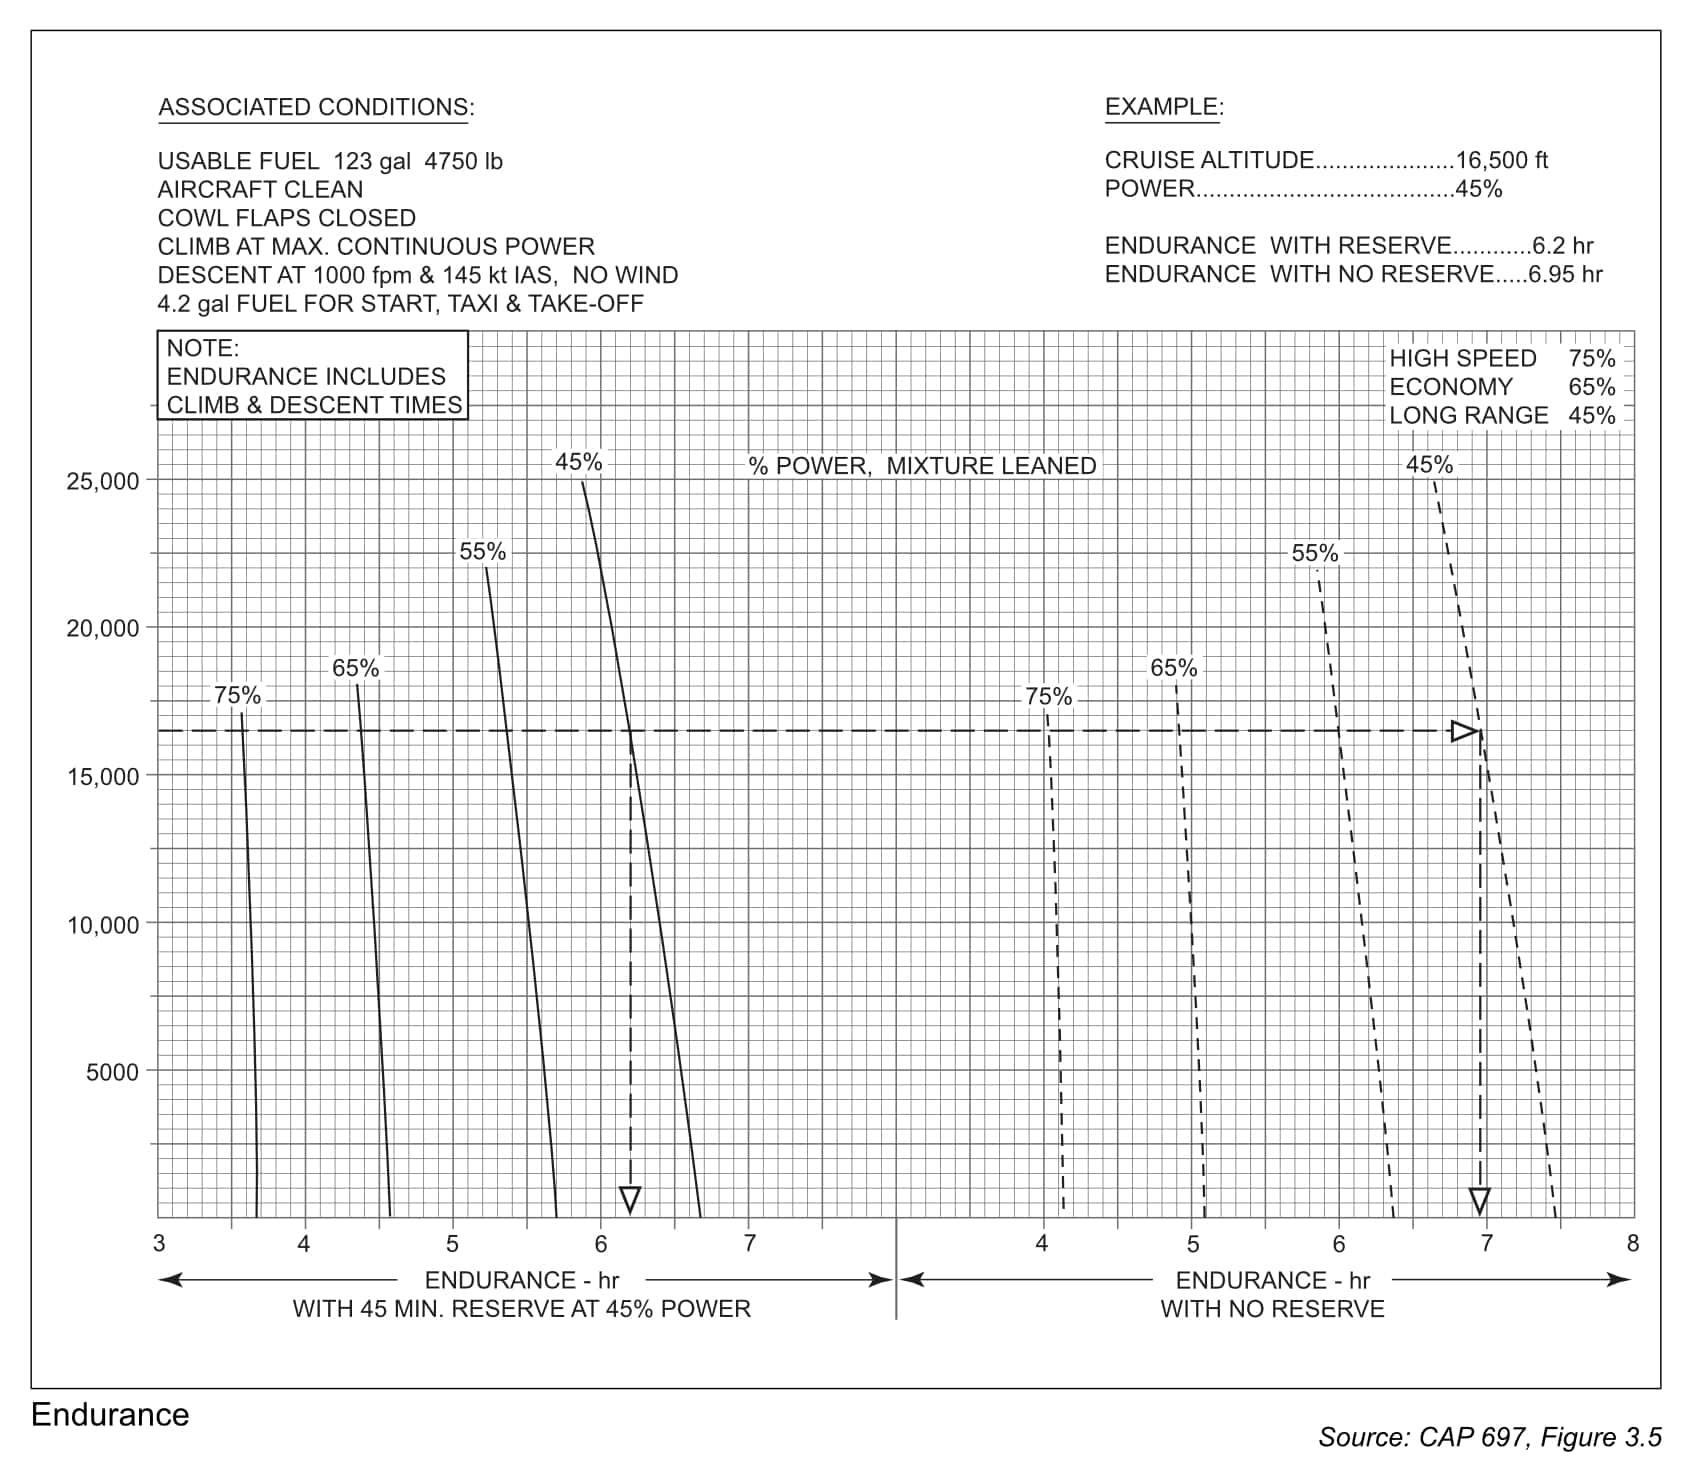 ASSOCIATED CONDITIONS:
USABLE FUEL 123 gal 4750 lb
AIRCRAFT CLEAN
COWL FLAPS CLOSED
CLIMB AT MAX. CONTINUOUS POWER
DESCENT AT 1000 fpm & 145 kt IAS, NO WIND
4.2 gal FUEL FOR START, TAXI & TAKE-OFF
EXAMPLE:
CRUISE ALTITUDE.....................16,500 ft
POWER.......................................45%
ENDURANCE WITH RESERVE............6.2 hr
ENDURANCE WITH NO RESERVE.....6.95 hr
NOTE:
ENDURANCE INCLUDES
CLIMB & DESCENT TIMES
HIGH SPEED 75%
ECONOMY 65%
LONG RANGE 45%
45% % POWER, MIXTURE LEANED 45%
25,000
55% 55%
20,000
65% 65%
75% 75%
15,000
10,000
5000
3 4 5 6 7 4 5 6 7 8
ENDURANCE - hr
WITH 45 MIN. RESERVE AT 45% POWER
ENDURANCE - hr
WITH NO RESERVE
Endurance
Source: CAP 697, Figure 3.5